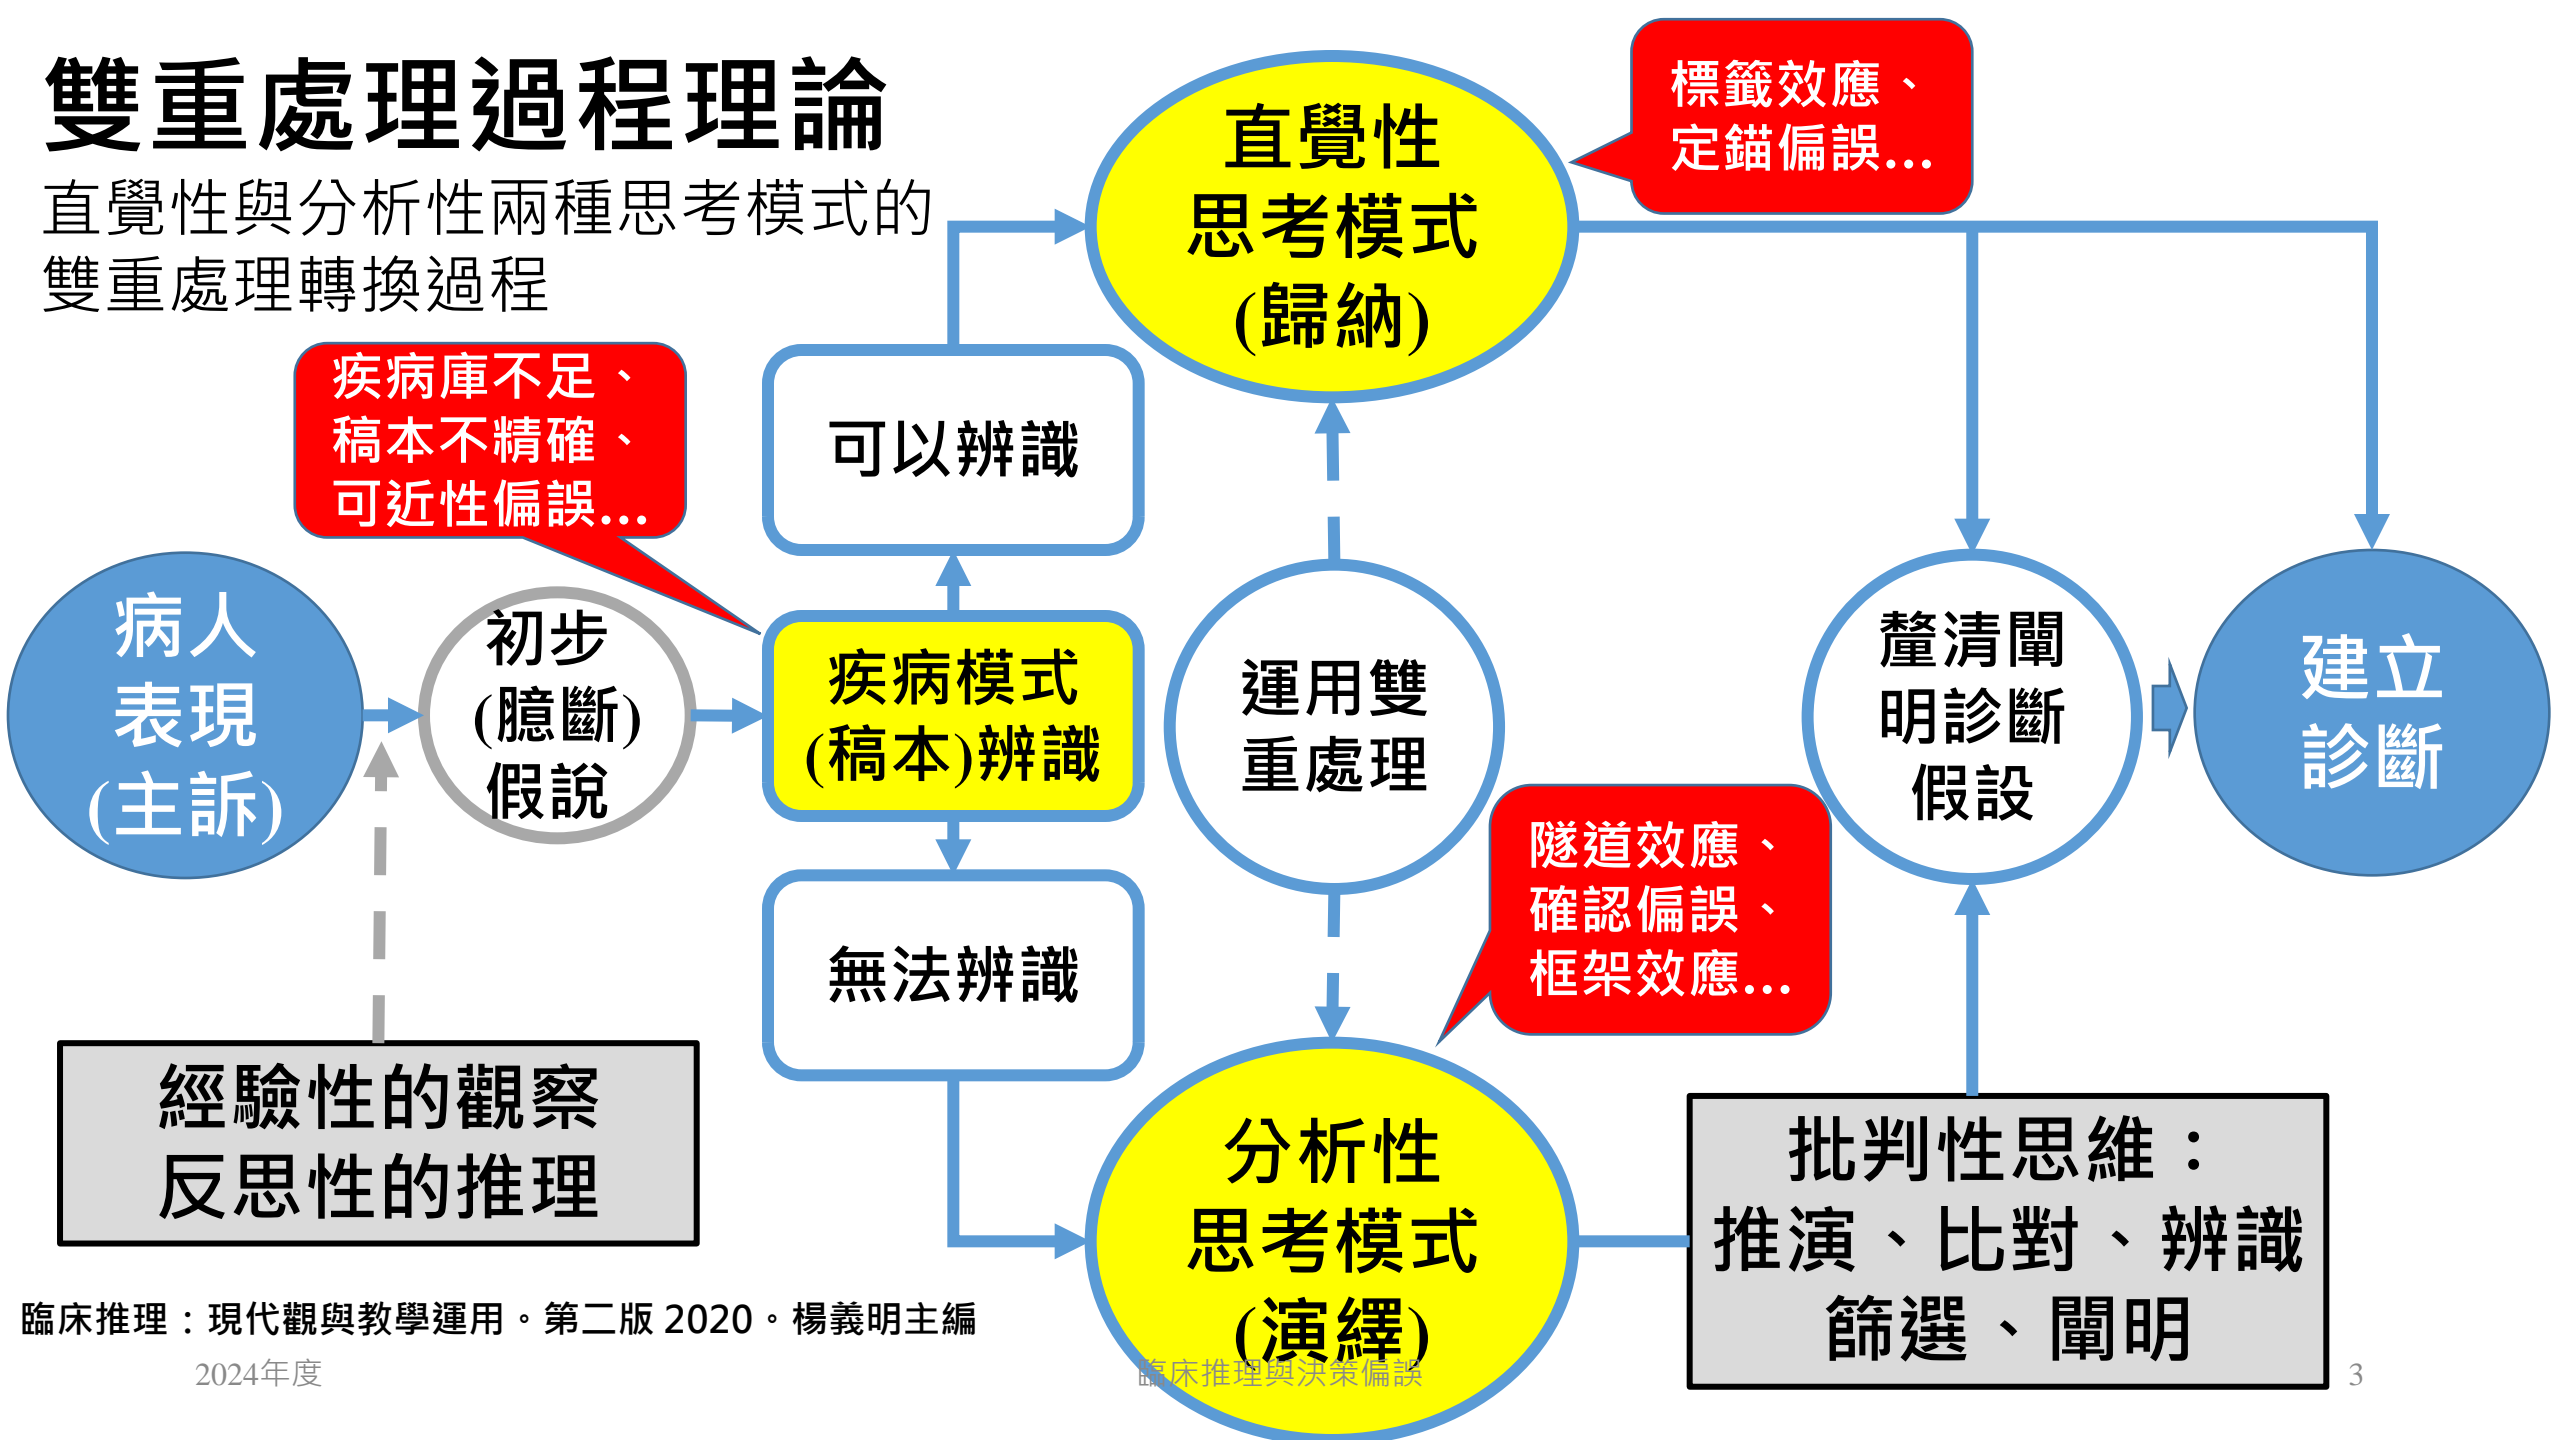 雙重處理過程理論
直覺性與分析性兩種思考模式的
雙重處理轉換過程
直覺性
思考模式
(歸納)
標籤效應、
定錨偏誤...
疾病庫不足、
稿本不精確、
可近性偏誤...
可以辨識
病人
表現
(主訴)
初步
(臆斷)
假說
疾病模式
(稿本)辨識
運用雙
重處理
釐清闡
明診斷
假設
建立
診斷
隧道效應、
確認偏誤、
框架效應...
無法辨識
經驗性的觀察
反思性的推理
分析性
思考模式
(演繹)
批判性思維：
推演、比對、辨識
篩選、闡明
臨床推理：現代觀與教學運用。第二版 2020。楊義明主編
2024年度
臨床推理與決策偏誤
3